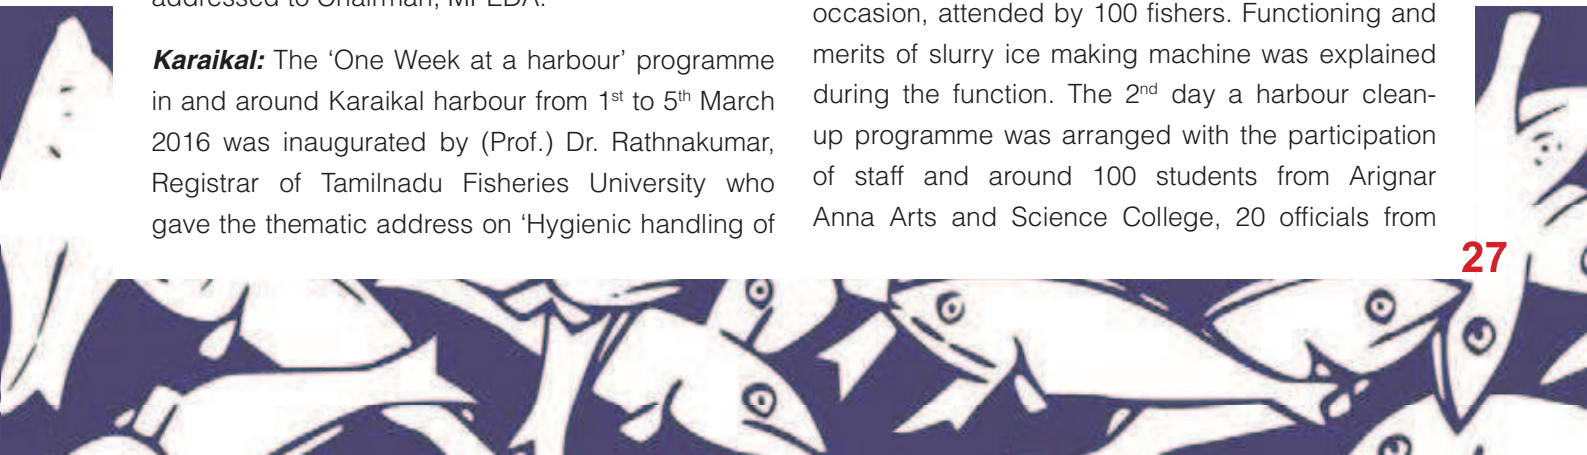 addressed to Chairman, MPEDA.
Karaikal: The ‘One Week at a harbour’ programme
in and around Karaikal harbour from 1st to 5th March
2016 was inaugurated by (Prof.) Dr. Rathnakumar,
Registrar of Tamilnadu Fisheries University who
gave the thematic address on ‘Hygienic handling of
occasion, attended by 100 fishers. Functioning and
merits of slurry ice making machine was explained
during the function. The 2nd day a harbour clean-
up programme was arranged with the participation
of staff and around 100 students from Arignar
Anna Arts and Science College, 20 officials from
27